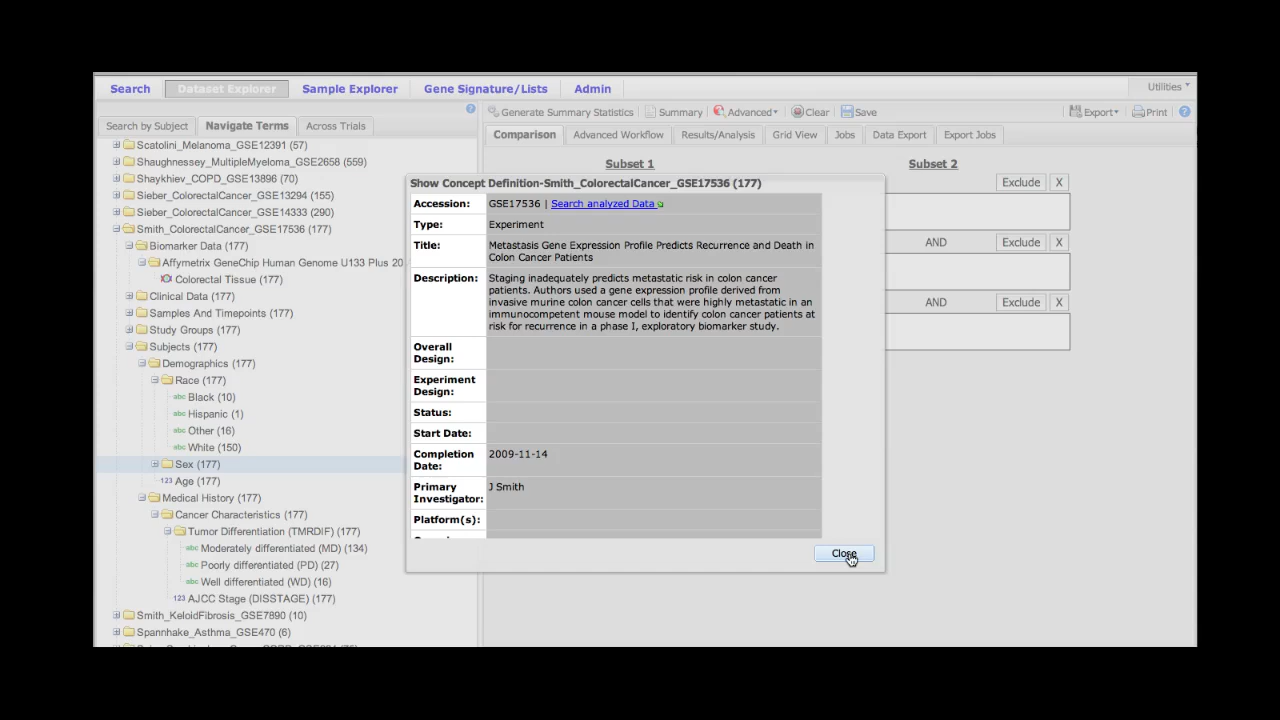 Search Dataset Explorer Sample Explorer Gene Signature/Lists Admin Utilities
Generate Summary Statistics Summary Advanced Clear Save Export Print
Search by Subject Navigate Terms Across Trials
Comparison Advanced Workflow Results/Analysis Grid View Jobs Data Export Export Jobs
Scatolini_Melanoma_GSE12391 (57)
Shaughnessey_MultipleMyeloma_GSE2658 (559)
Shaykhiev_COPD_GSE13896 (70)
Sieber_ColorectalCancer_GSE13294 (155)
Sieber_ColorectalCancer_GSE14333 (290)
Smith_ColorectalCancer_GSE17536 (177)
Biomarker Data (177)
Affymetrix GeneChip Human Genome U133 Plus 20
Colorectal Tissue (177)
Clinical Data (177)
Samples And Timepoints (177)
Study Groups (177)
Subjects (177)
Demographics (177)
Race (177)
abc Black (10)
abc Hispanic (1)
abc Other (16)
abc White (150)
Sex (177)
123 Age (177)
Medical History (177)
Cancer Characteristics (177)
Tumor Differentiation (TMRDIF) (177)
abc Moderately differentiated (MD) (134)
abc Poorly differentiated (PD) (27)
abc Well differentiated (WD) (16)
123 AJCC Stage (DISSTAGE) (177)
Smith_KeloidFibrosis_GSE7890 (10)
Spannhake_Asthma_GSE470 (6)
Subset 1 Subset 2
Exclude X
AND Exclude X
AND Exclude X
Show Concept Definition-Smith_ColorectalCancer_GSE17536 (177)
Accession: GSE17536 | Search analyzed Data
Type: Experiment
Title: Metastasis Gene Expression Profile Predicts Recurrence and Death in
Colon Cancer Patients
Description: Staging inadequately predicts metastatic risk in colon cancer
patients. Authors used a gene expression profile derived from
invasive murine colon cancer cells that were highly metastatic in an
immunocompetent mouse model to identify colon cancer patients at
risk for recurrence in a phase I, exploratory biomarker study.
Overall
Design:
Experiment
Design:
Status:
Start Date:
Completion
Date: 2009-11-14
Primary
Investigator: J Smith
Platform(s):
Close